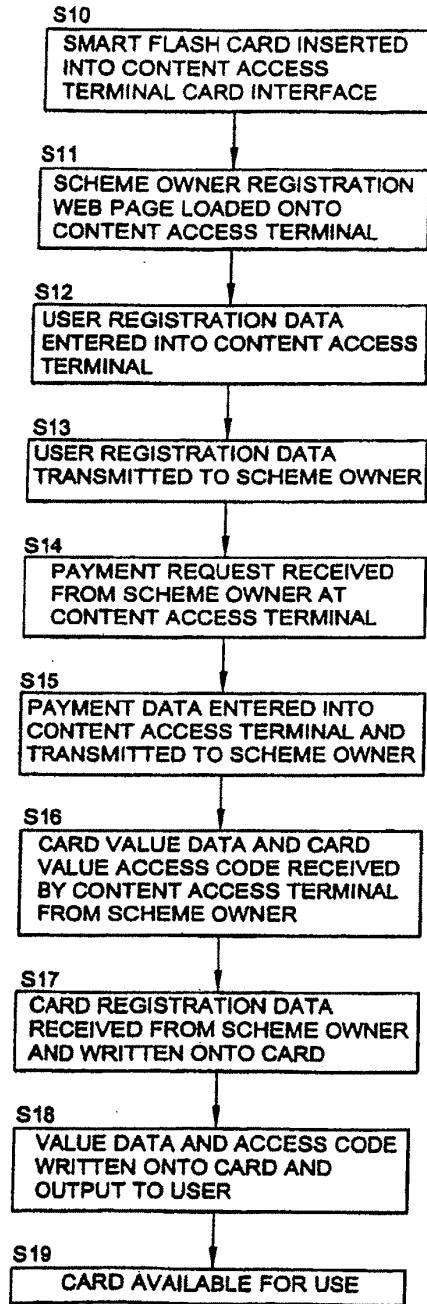 S10
SMART FLASH CARD INSERTED
INTO CONTENT ACCESS
TERMINAL CARD INTERFACE
S11
SCHEME OWNER REGISTRATION
WEB PAGE LOADED ONTO
CONTENT ACCESS TERMINAL
S12
USER REGISTRATION DATA
ENTERED INTO CONTENT ACCESS
TERMINAL
S13
USER REGISTRATION DATA
TRANSMITTED TO SCHEME OWNER
S14
PAYMENT REQUEST RECEIVED
FROM SCHEME OWNER AT
CONTENT ACCESS TERMINAL
S15
PAYMENT DATA ENTERED INTO
CONTENT ACCESS TERMINAL AND
TRANSMITTED TO SCHEME OWNER
S16
CARD VALUE DATA AND CARD
VALUE ACCESS CODE RECEIVED
BY CONTENT ACCESS TERMINAL
FROM SCHEME OWNER
S17
CARD REGISTRATION DATA
RECEIVED FROM SCHEME OWNER
AND WRITTEN ONTO CARD
S18
VALUE DATA AND ACCESS CODE
WRITTEN ONTO CARD AND
OUTPUT TO USER
S19
CARD AVAILABLE FOR USE